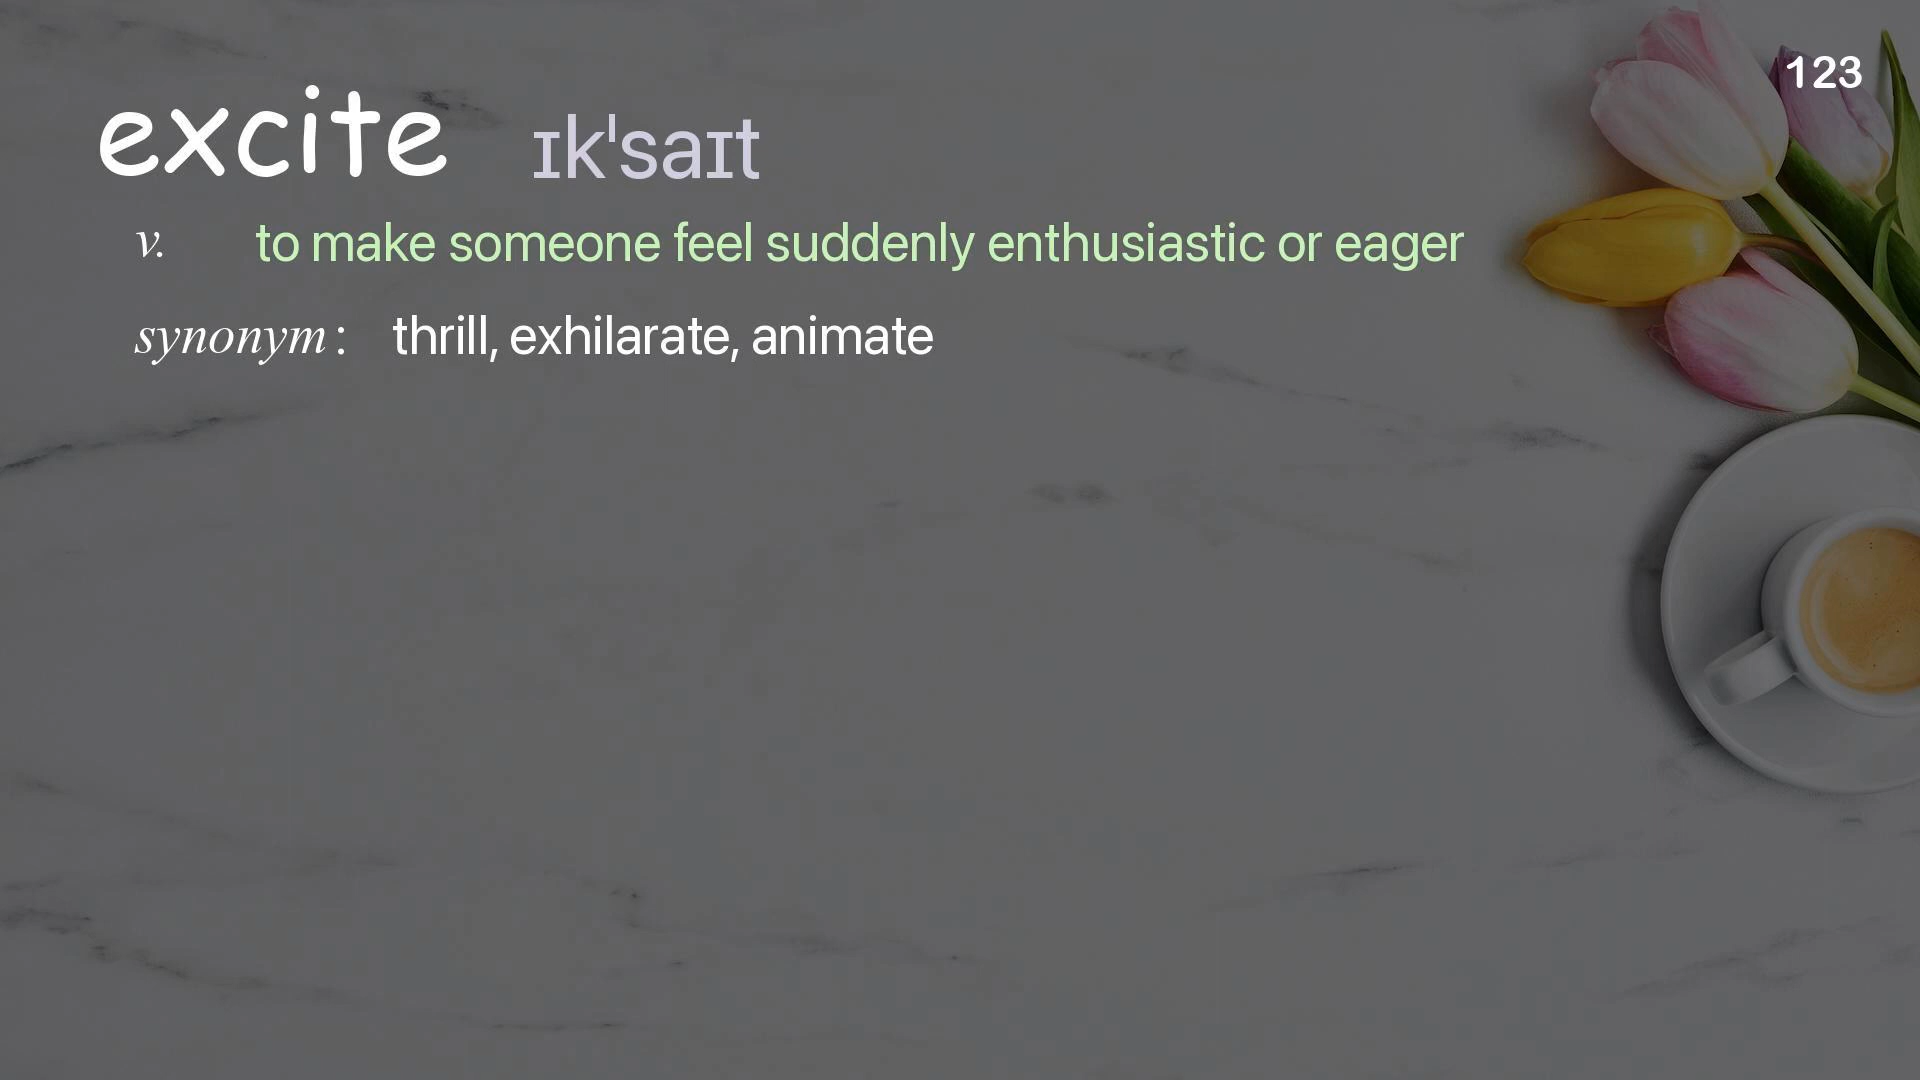 123
excite ɪkˈsaɪt
v. to make someone feel suddenly enthusiastic or eager
synonym: thrill, exhilarate, animate